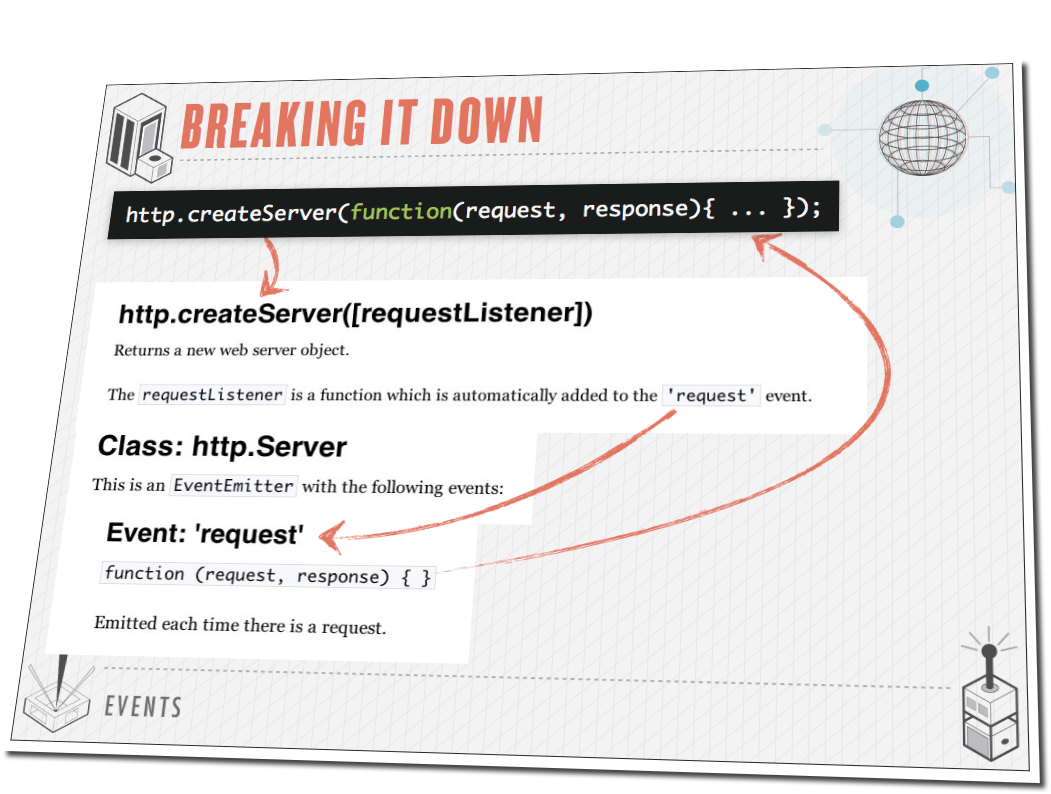 BREAKING IT DOWN
http.createServer(function(request, response){ ... });
http.createServer([requestListener])
Returns a new web server object.
The requestListener is a function which is automatically added to the 'request' event.
Class: http.Server
This is an EventEmitter with the following events:
Event: 'request'
function (request, response) { }
Emitted each time there is a request.
EVENTS